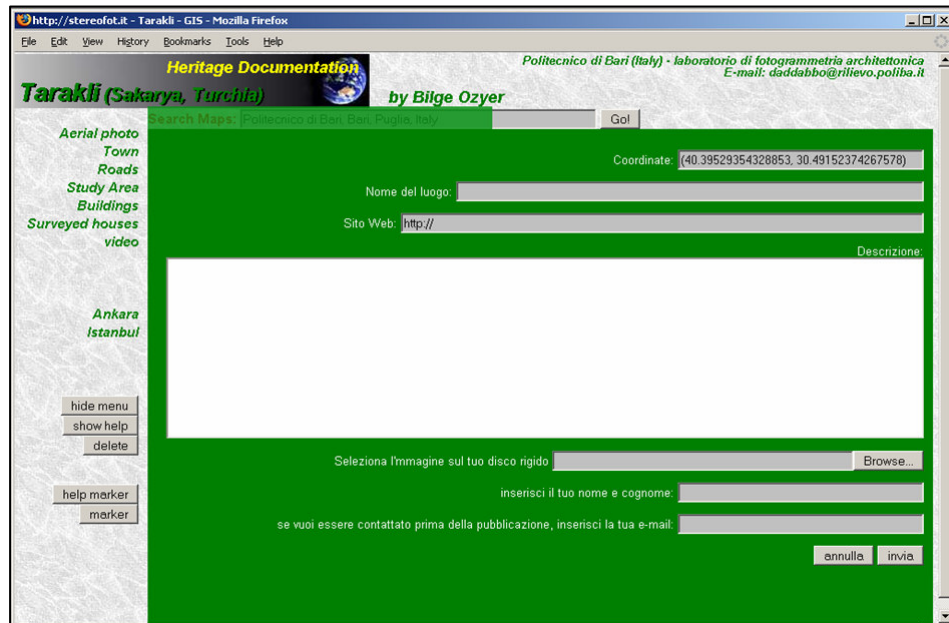 http://stereofot.it - Tarakli - GIS - Mozilla Firefox
File Edit View History Bookmarks Tools Help
Heritage Documentation
Politecnico di Bari (Italy) - laboratorio di fotogrammetria architettonica
E-mail: daddabbo@rilievo.poliba.it
Tarakli (Sakarya, Turchia)
by Bilge Ozyer
Search Maps: Politecnico di Bari, Bari, Puglia, Italy Go!
Aerial photo
Town
Roads
Study Area
Buildings
Surveyed houses
video
Ankara
Istanbul
hide menu
show help
delete
help marker
marker
Coordinate: (40.39529354328853, 30.49152374267578)
Nome del luogo:
Sito Web: http://
Descrizione:
Seleziona l'mmagine sul tuo disco rigido Browse...
inserisci il tuo nome e cognome:
se vuoi essere contattato prima della pubblicazione, inserisci la tua e-mail:
annulla invia